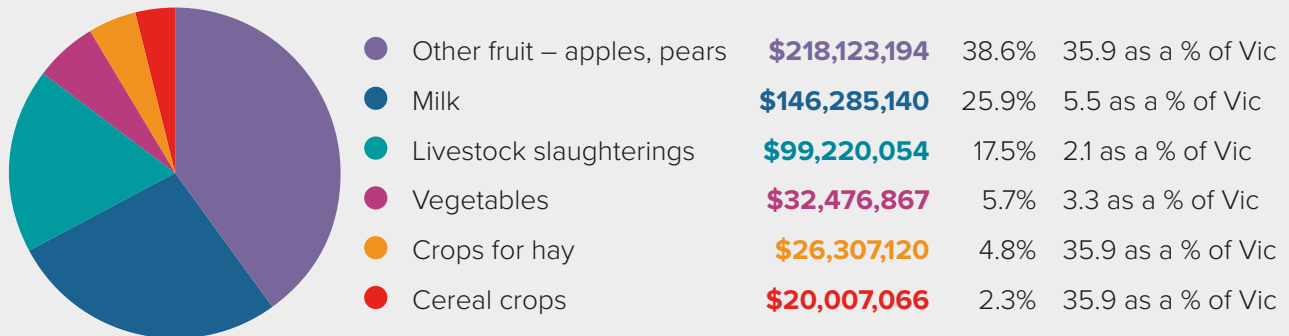 Other fruit – apples, pears $218,123,194 38.6% 35.9 as a % of Vic
Milk $146,285,140 25.9% 5.5 as a % of Vic
Livestock slaughterings $99,220,054 17.5% 2.1 as a % of Vic
Vegetables $32,476,867 5.7% 3.3 as a % of Vic
Crops for hay $26,307,120 4.8% 35.9 as a % of Vic
Cereal crops $20,007,066 2.3% 35.9 as a % of Vic